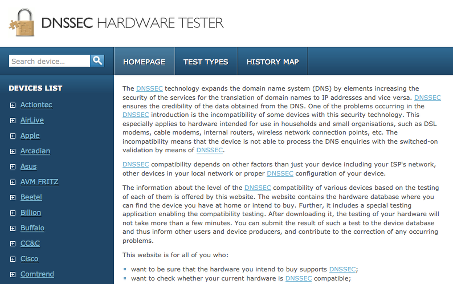 DNSSEC HARDWARE TESTER
Search device...
HOMEPAGE
TEST TYPES
HISTORY MAP
DEVICES LIST
Actiontec
AirLive
Apple
Arcadian
Asus
AVM FRITZ
Beetel
Billion
Buffalo
CC&C
Cisco
Comtrend
The DNSSEC technology expands the domain name system (DNS) by elements increasing the
security of the services for the translation of domain names to IP addresses and vice versa. DNSSEC
ensures the credibility of the data obtained from the DNS. One of the problems occurring in the
DNSSEC introduction is the incompatibility of some devices with this security technology. This
especially applies to hardware intended for use in households and small organisations, such as DSL
modems, cable modems, internal routers, wireless network connection points, etc. The
incompatibility means that the device is not able to process the DNS enquiries with the switched-on
validation by means of DNSSEC.
DNSSEC compatibility depends on other factors than just your device including your ISP's network,
other devices in your local network or proper DNSSEC configuration of your device.
The information about the level of the DNSSEC compatibility of various devices based on the testing
of each of them is offered by this website. The website contains the hardware database where you
can find the device you have at home or intend to buy. Further, it includes a special testing
application enabling the compatibility testing. After downloading it, the testing of your hardware will
not take more than a few minutes. You can submit the result of such a test to the device database
and thus inform other users and device producers, and contribute to the correction of any occurring
problems.
This website is for all of you who:
want to be sure that the hardware you intend to buy supports DNSSEC;
want to check whether your current hardware is DNSSEC compatible;